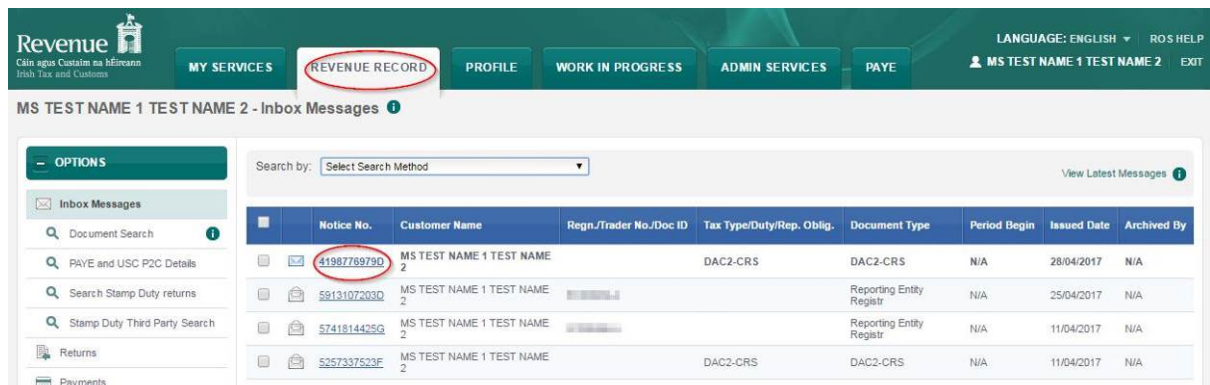 Revenue
Cáin agus Custaim na hÉireann
Irish Tax and Customs
LANGUAGE: ENGLISH ROS HELP
MS TEST NAME 1 TEST NAME 2 EXIT
MY SERVICES REVENUE RECORD PROFILE WORK IN PROGRESS ADMIN SERVICES PAYE
MS TEST NAME 1 TEST NAME 2 - Inbox Messages
OPTIONS
Inbox Messages
Document Search
PAYE and USC P2C Details
Search Stamp Duty returns
Stamp Duty Third Party Search
Returns
Payments
Search by: Select Search Method
View Latest Messages
Notice No. Customer Name Regn./Trader No./Doc ID Tax Type/Duty/Rep. Oblig. Document Type Period Begin Issued Date Archived By
4198776979D MS TEST NAME 1 TEST NAME 2 DAC2-CRS DAC2-CRS N/A 28/04/2017 N/A
5913107203D MS TEST NAME 1 TEST NAME 2 Reporting Entity Registr N/A 25/04/2017 N/A
5741814425G MS TEST NAME 1 TEST NAME 2 Reporting Entity Registr N/A 11/04/2017 N/A
5257337523F MS TEST NAME 1 TEST NAME 2 DAC2-CRS DAC2-CRS N/A 11/04/2017 N/A